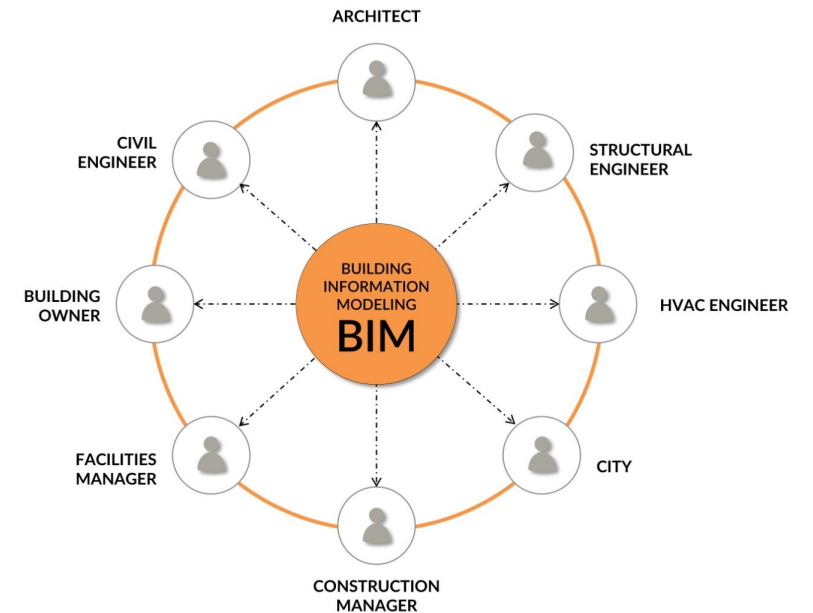 ARCHITECT
CIVIL
ENGINEER
STRUCTURAL
ENGINEER
BUILDING
INFORMATION
MODELING
BIM
BUILDING
OWNER
HVAC ENGINEER
FACILITIES
MANAGER
CITY
CONSTRUCTION
MANAGER